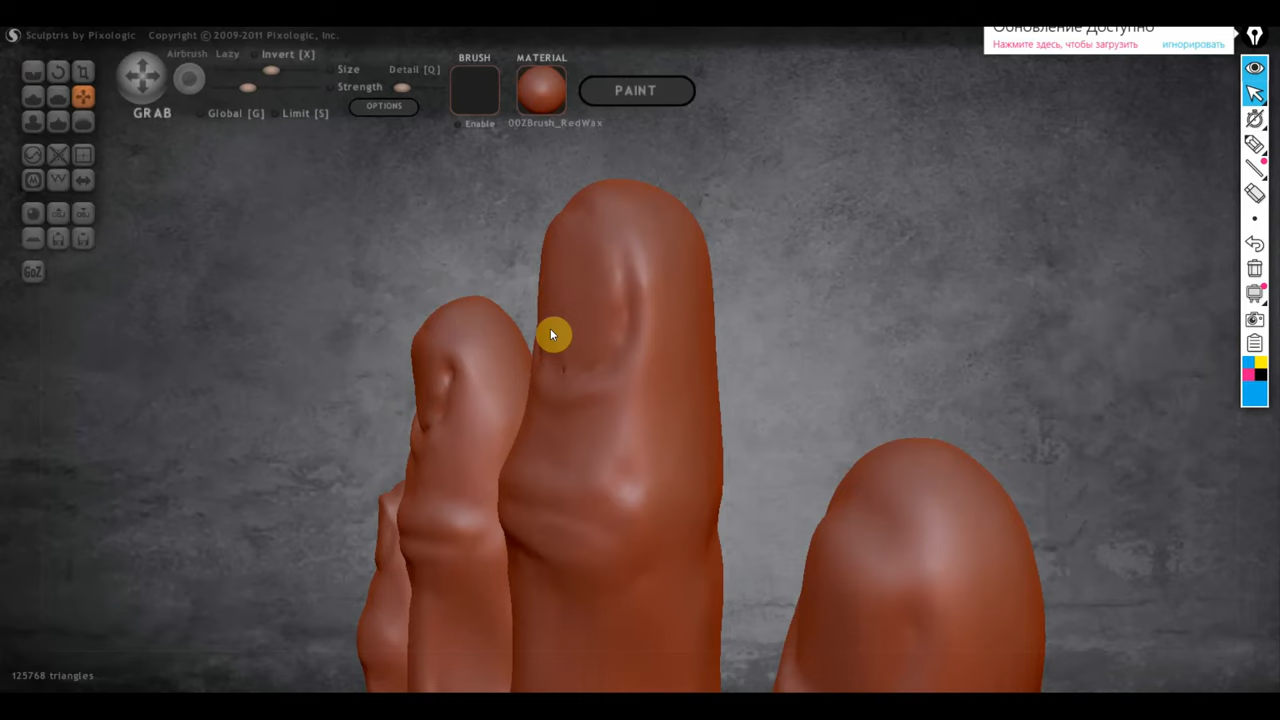 Sculptris by Pixologic Copyright © 2009-2011 Pixologic, Inc.
Обновление Доступно
Нажмите здесь, чтобы загрузить игнорировать
Airbrush Lazy Invert [X]
BRUSH
MATERIAL
Size Detail [Q]
Strength
PAINT
OPTIONS
GRAB
Global [G] Limit [S]
Enable
00ZBrush_RedWax
GoZ
125768 triangles